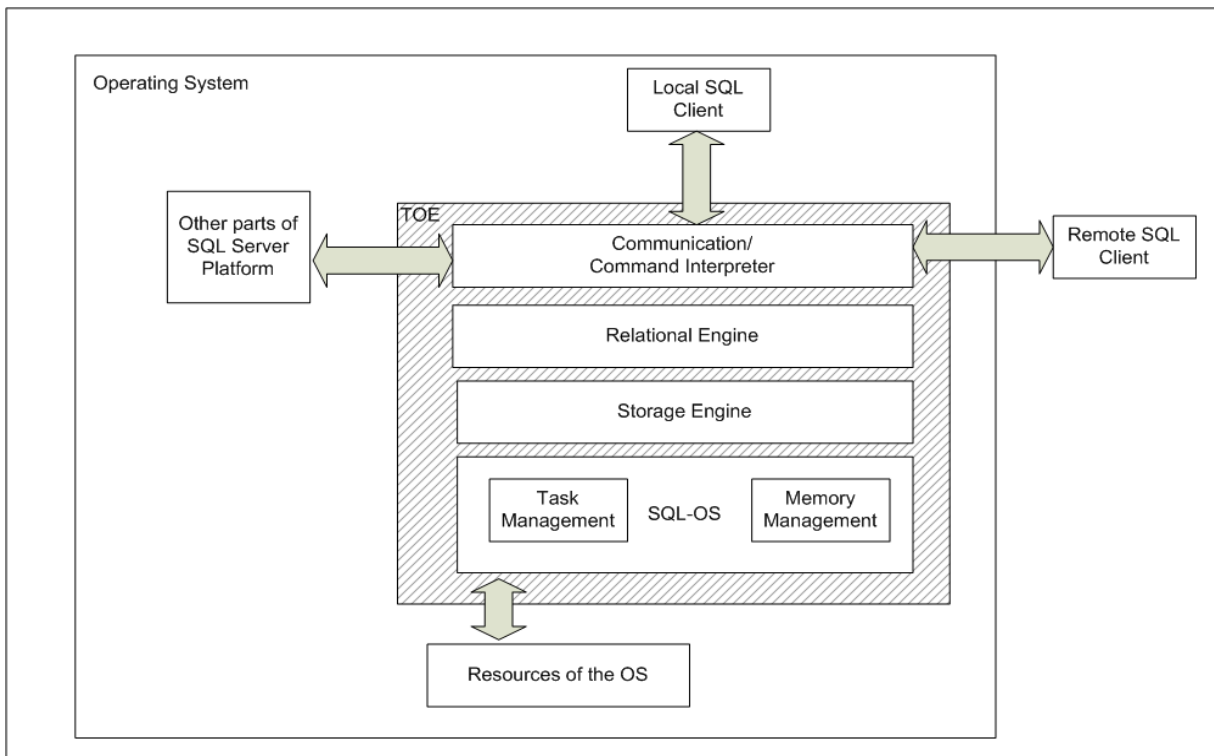 Operating System
Local SQL
Client
Other parts of
SQL Server
Platform
TOE
Communication/
Command Interpreter
Remote SQL
Client
Relational Engine
Storage Engine
Task
Management
SQL-OS
Memory
Management
Resources of the OS